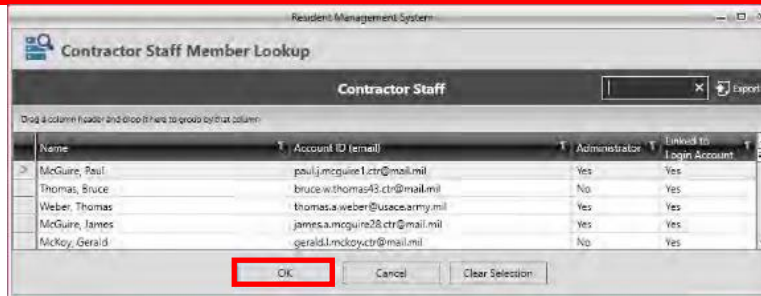 Resident Management System
Contractor Staff Member Lookup
Contractor Staff
Export
Drag a column header and drop it here to group by that column
Name Account ID (email) Administrator Linked to Login Account
McGuire, Paul paul.j.mcguire1.ctr@mail.mil Yes Yes
Thomas, Bruce bruce.w.thomas43.ctr@mail.mil No Yes
Weber, Thomas thomas.a.weber@usace.army.mil Yes Yes
McGuire, James james.a.mcguire28.ctr@mail.mil Yes Yes
McKoy, Gerald gerald.l.mckoy.ctr@mail.mil No Yes
OK Cancel Clear Selection